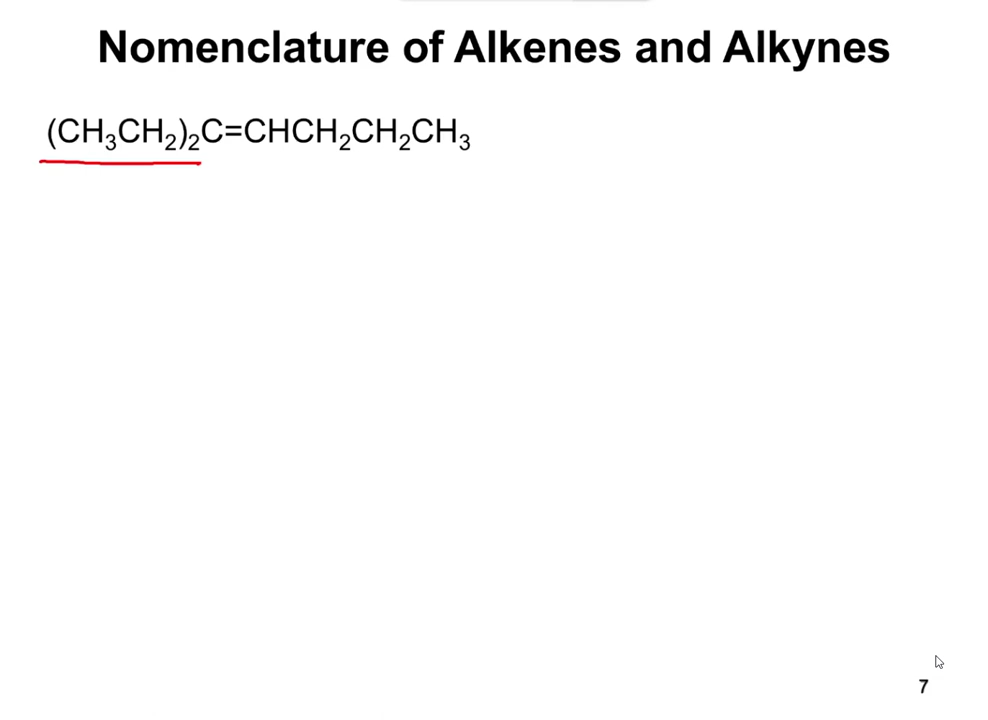 Nomenclature of Alkenes and Alkynes
(CH₃CH₂)₂C=CHCH₂CH₂CH₃
7